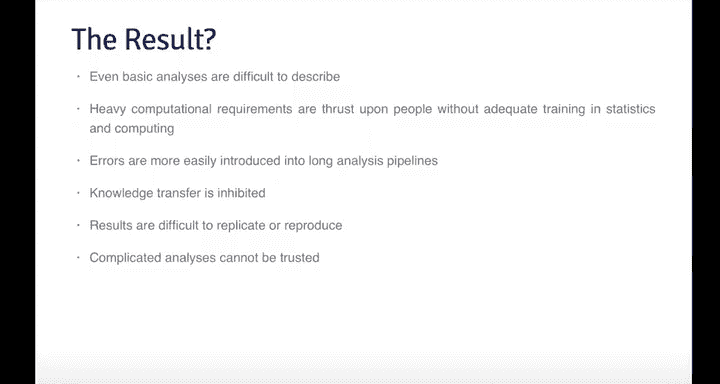 The Result?
· Even basic analyses are difficult to describe
· Heavy computational requirements are thrust upon people without adequate training in statistics
and computing
· Errors are more easily introduced into long analysis pipelines
· Knowledge transfer is inhibited
· Results are difficult to replicate or reproduce
· Complicated analyses cannot be trusted